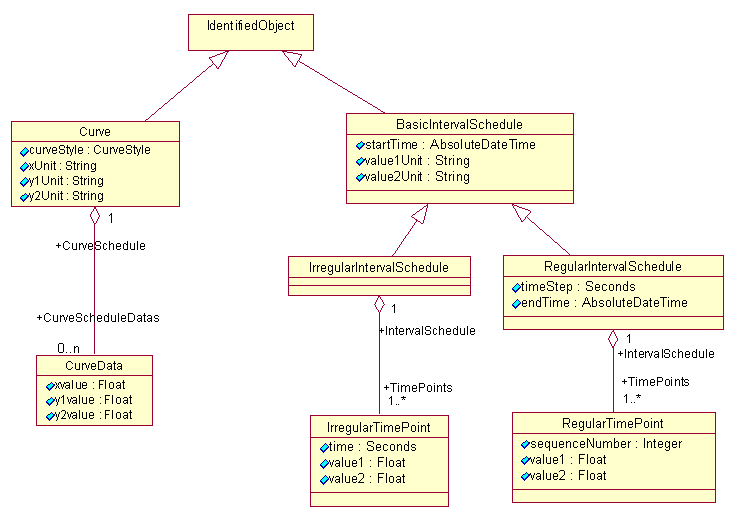 IdentifiedObject
Curve
curveStyle : CurveStyle
xUnit : String
y1Unit : String
y2Unit : String
BasicIntervalSchedule
startTime : AbsoluteDateTime
value1Unit : String
value2Unit : String
1
+CurveSchedule
+CurveScheduleDatas
0..n
CurveData
xvalue : Float
y1value : Float
y2value : Float
IrregularIntervalSchedule
1
+IntervalSchedule
+TimePoints
1..*
IrregularTimePoint
time : Seconds
value1 : Float
value2 : Float
RegularIntervalSchedule
timeStep : Seconds
endTime : AbsoluteDateTime
1
+IntervalSchedule
+TimePoints
1..*
RegularTimePoint
sequenceNumber : Integer
value1 : Float
value2 : Float